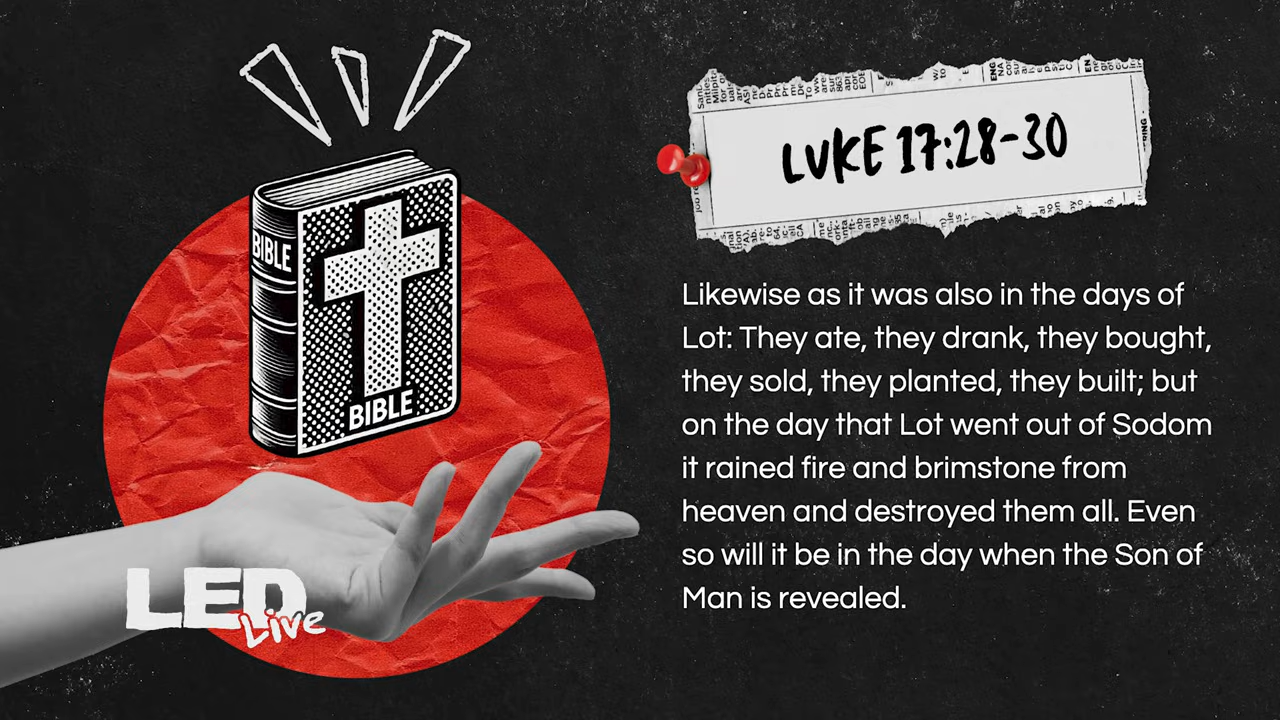 BIBLE
BIBLE
LED
Live
LUKE 17:28-30
Likewise as it was also in the days of
Lot: They ate, they drank, they bought,
they sold, they planted, they built; but
on the day that Lot went out of Sodom
it rained fire and brimstone from
heaven and destroyed them all. Even
so will it be in the day when the Son of
Man is revealed.